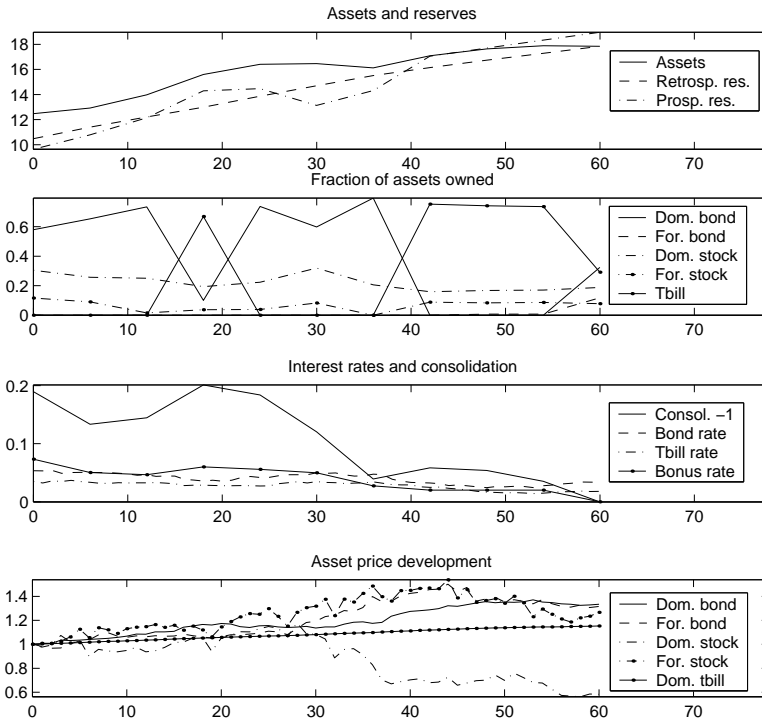 Assets and reserves
18
16
14
12
10
0 10 20 30 40 50 60
Assets
Retrosp. res.
Prosp. res.
Fraction of assets owned
0.6
0.4
0.2
0
0 10 20 30 40 50 60
Dom. bond
For. bond
Dom. stock
For. stock
Tbill
Interest rates and consolidation
0.2
0.1
0
0 10 20 30 40 50 60 70
Consol. -1
Bond rate
Tbill rate
Bonus rate
Asset price development
1.4
1.2
1
0.8
0.6
0 10 20 30 40 50 60 70
Dom. bond
For. bond
Dom. stock
For. stock
Dom. tbill